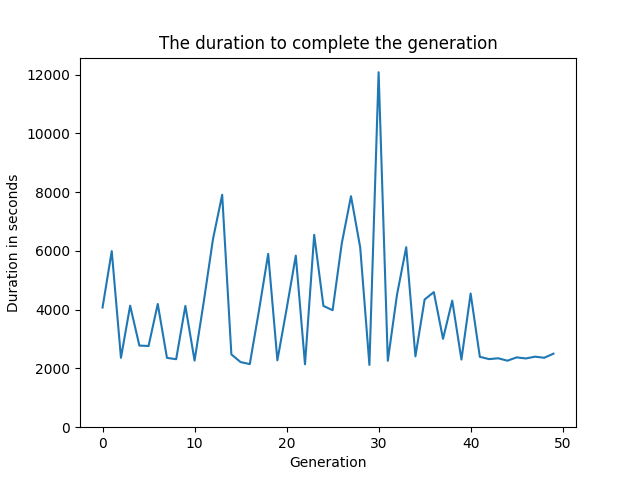 The duration to complete the generation
12000
10000
8000
6000
4000
2000
0
Duration in seconds
0 10 20 30 40 50
Generation